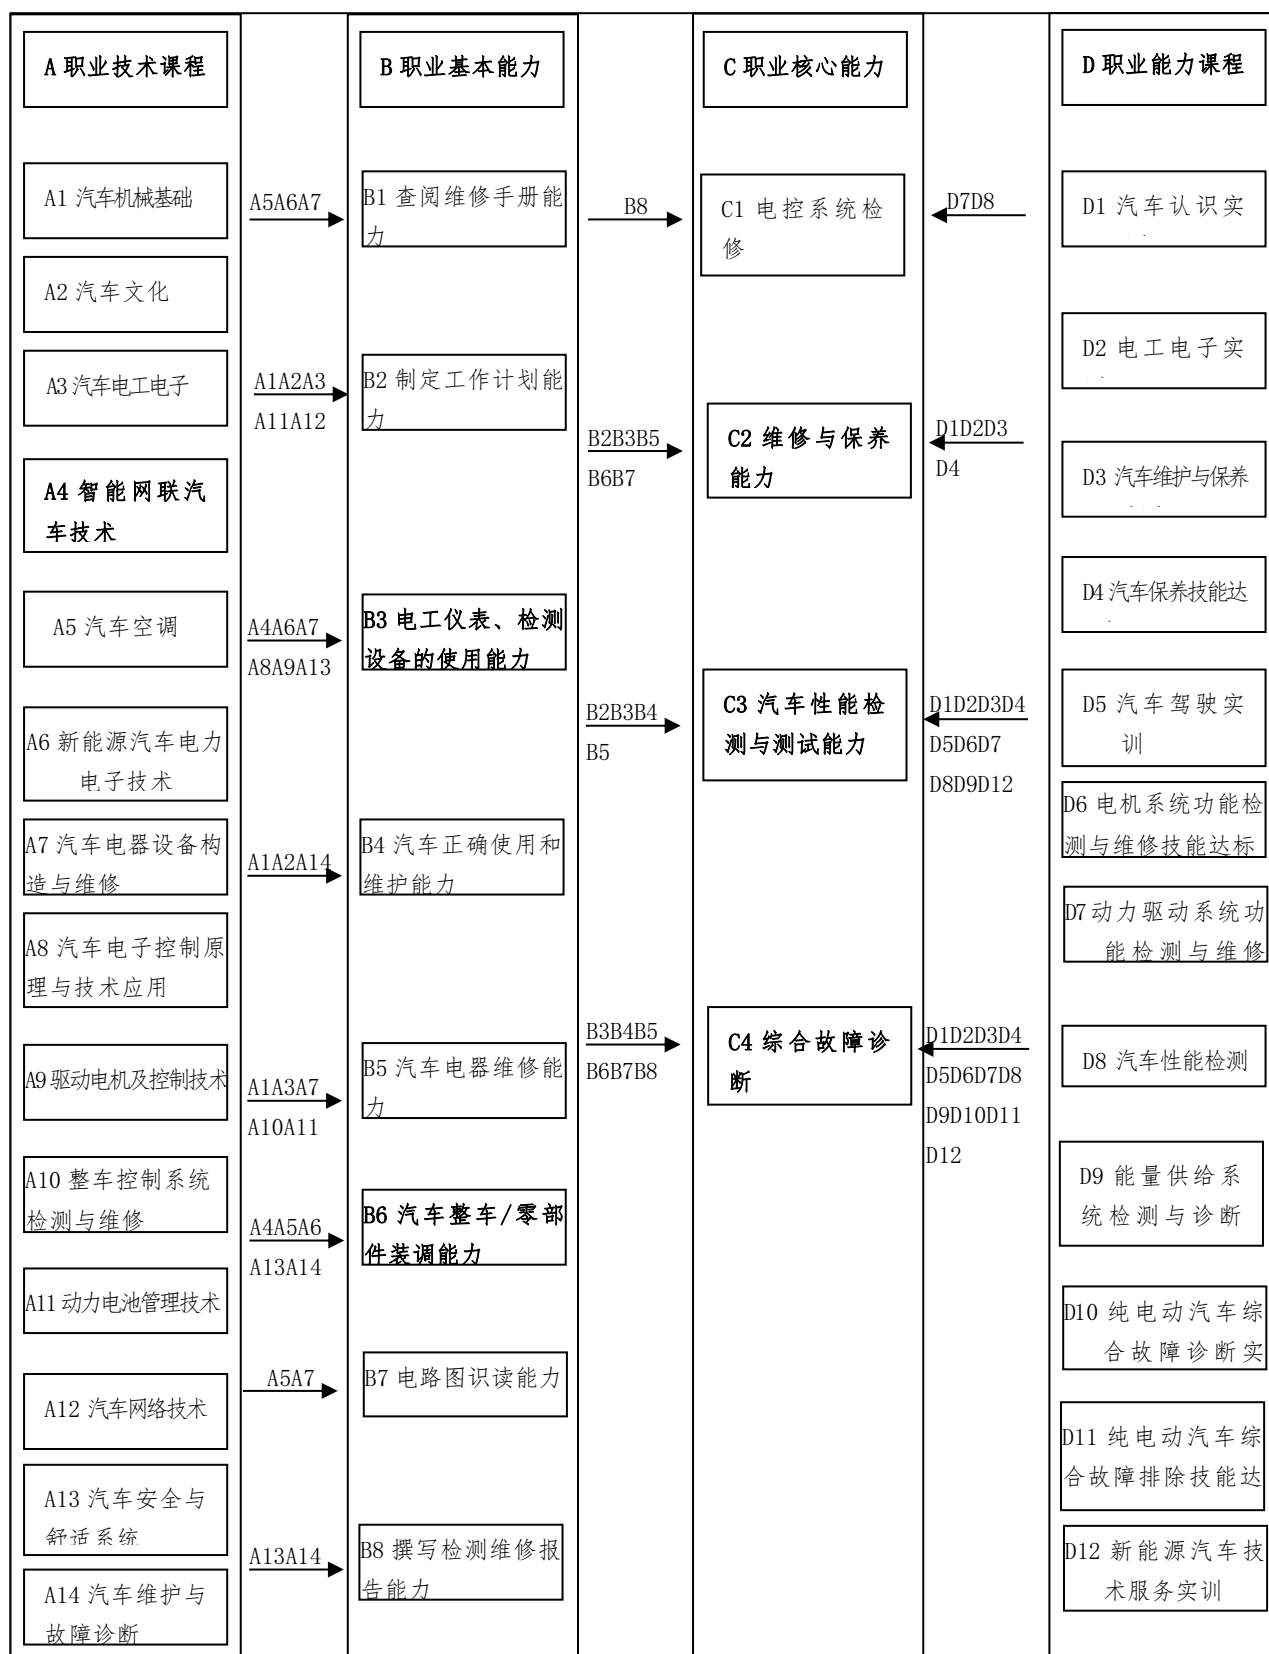 A 职业技术课程
A1 汽车机械基础
A2 汽车文化
A3 汽车电工电子
A4 智能网联汽
车技术
A5 汽车空调
A6 新能源汽车电力
电子技术
A7 汽车电器设备构
造与维修
A8 汽车电子控制原
理与技术应用
A9 驱动电机及控制技术
A10 整车控制系统
检测与维修
A11 动力电池管理技术
A12 汽车网络技术
A13 汽车安全与
舒适系统
A14 汽车维护与
故障诊断
A5A6A7
A1A2A3
A11A12
A4A6A7
A8A9A13
A1A2A14
A1A3A7
A10A11
A4A5A6
A13A14
A5A7
A13A14
B 职业基本能力
B1 查阅维修手册能
力
B2 制定工作计划能
力
B3 电工仪表、检测
设备的使用能力
B4 汽车正确使用和
维护能力
B5 汽车电器维修能
力
B6 汽车整车/零部
件装调能力
B7 电路图识读能力
B8 撰写检测维修报
告能力
B8
B2B3B5
B6B7
B2B3B4
B5
B3B4B5
B6B7B8
C 职业核心能力
C1 电控系统检
修
C2 维修与保养
能力
C3 汽车性能检
测与测试能力
C4 综合故障诊
断
D7D8
D1D2D3
D4
D1D2D3D4
D5D6D7
D8D9D12
D1D2D3D4
D5D6D7D8
D9D10D11
D12
D 职业能力课程
D1 汽车认识实
D2 电工电子实
D3 汽车维护与保养
D4 汽车保养技能达
D5 汽车驾驶实
训
D6 电机系统功能检
测与维修技能达标
D7 动力驱动系统功
能检测与维修
D8 汽车性能检测
D9 能量供给系
统检测与诊断
D10 纯电动汽车综
合故障诊断实
D11 纯电动汽车综
合故障排除技能达
D12 新能源汽车技
术服务实训